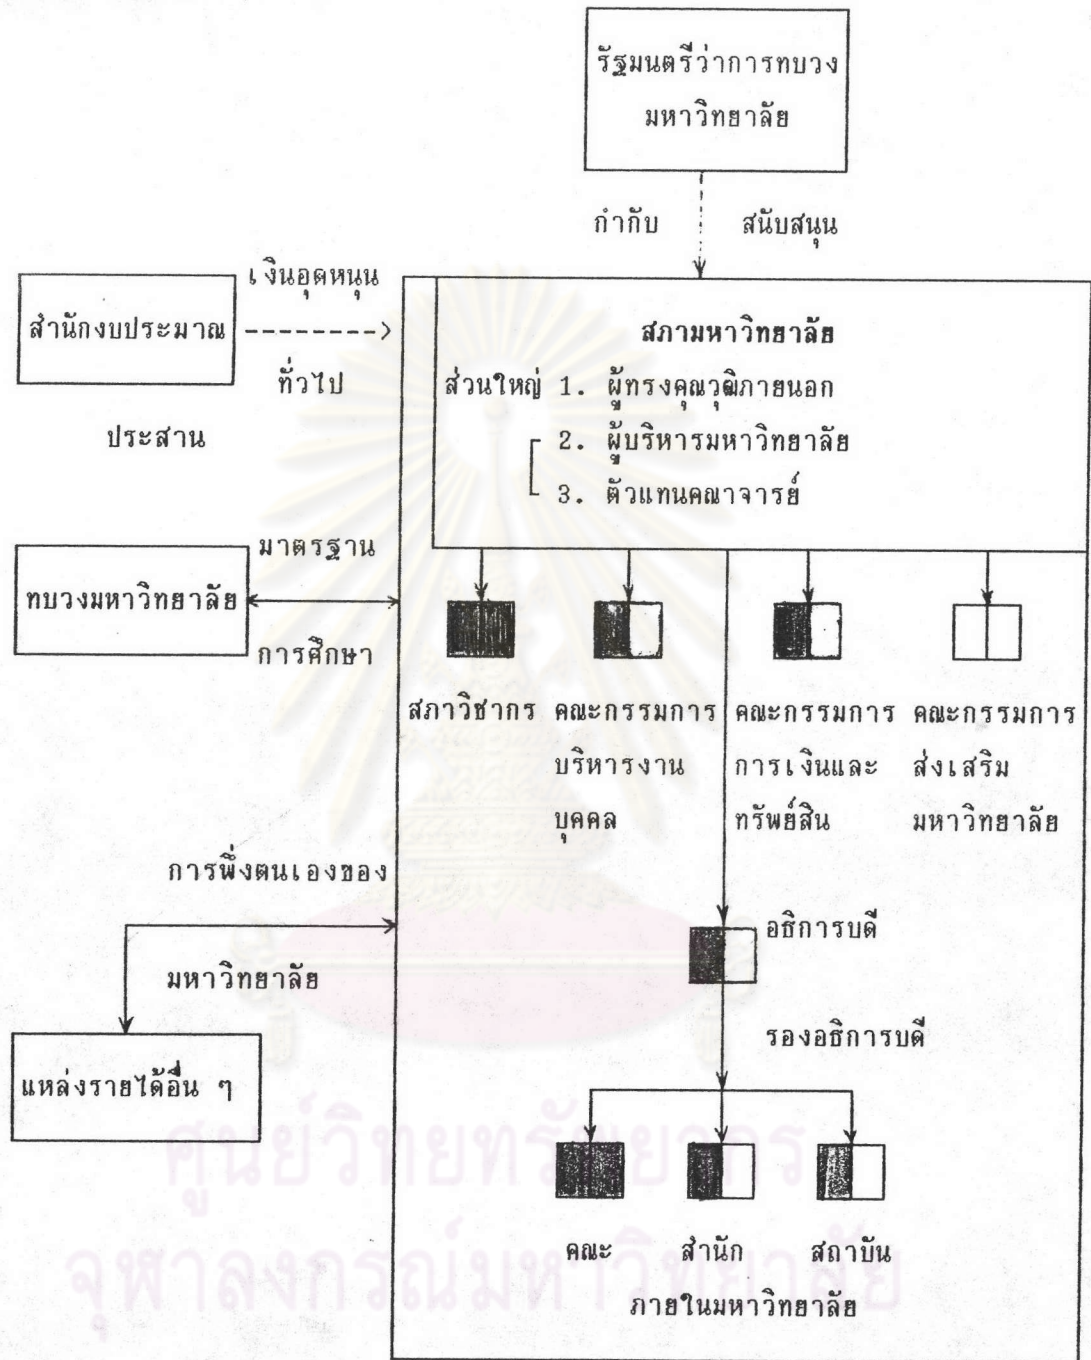 รัฐมนตรีว่าการทบวง
มหาวิทยาลัย
กำกับ สนับสนุน
เงินอุดหนุน
สำนักงบประมาณ
ทั่วไป
ประสาน
สภามหาวิทยาลัย
ส่วนใหญ่ 1. ผู้ทรงคุณวุฒิภายนอก
2. ผู้บริหารมหาวิทยาลัย
3. ตัวแทนคณาจารย์
มาตรฐาน
ทบวงมหาวิทยาลัย
การศึกษา
สภาวิชาการ
คณะกรรมการ
บริหารงาน
บุคคล
คณะกรรมการ
การเงินและ
ทรัพย์สิน
คณะกรรมการ
ส่งเสริม
มหาวิทยาลัย
การพึ่งตนเองของ
มหาวิทยาลัย
แหล่งรายได้อื่น ๆ
อธิการบดี
รองอธิการบดี
คณะ สำนัก สถาบัน
ภายในมหาวิทยาลัย
ศูนย์วิทยทรัพยากร
จุฬาลงกรณ์มหาวิทยาลัย